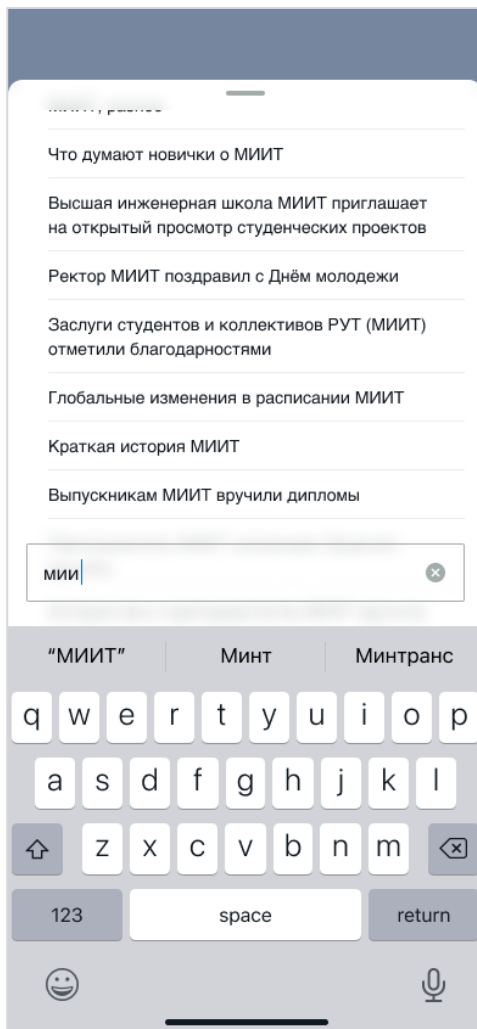 Что думают новички о МИИТ
Высшая инженерная школа МИИТ приглашает
на открытый просмотр студенческих проектов
Ректор МИИТ поздравил с Днём молодежи
Заслуги студентов и коллективов РУТ (МИИТ)
отметили благодарностями
Глобальные изменения в расписании МИИТ
Краткая история МИИТ
Выпускникам МИИТ вручили дипломы
мии
“МИИТ” Минт Минтранс
q w e r t y u i o p
a s d f g h j k l
z x c v b n m
123 space return